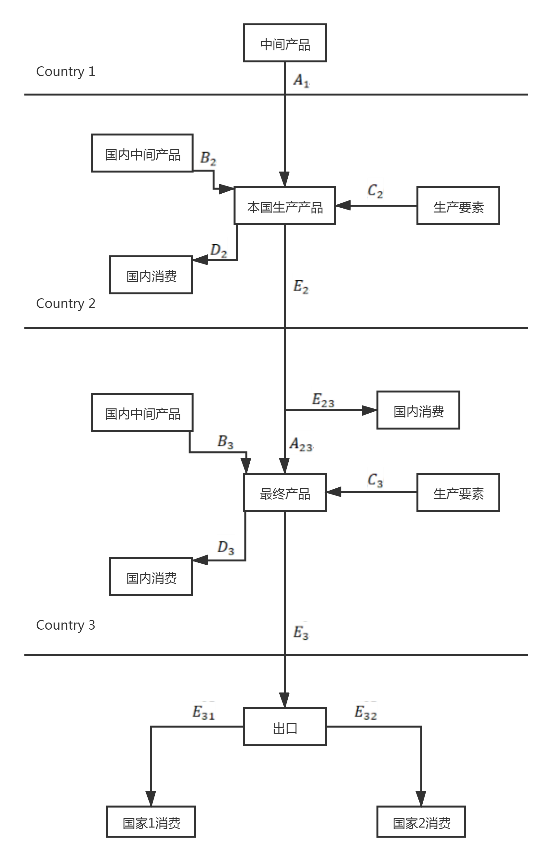 中间产品
Country 1
A1
国内中间产品
B2
本国生产产品
C2
生产要素
D2
国内消费
E2
Country 2
E23
国内消费
国内中间产品
B3
A23
最终产品
C3
生产要素
D3
国内消费
Country 3
E3
E31
出口
E32
国家1消费
国家2消费